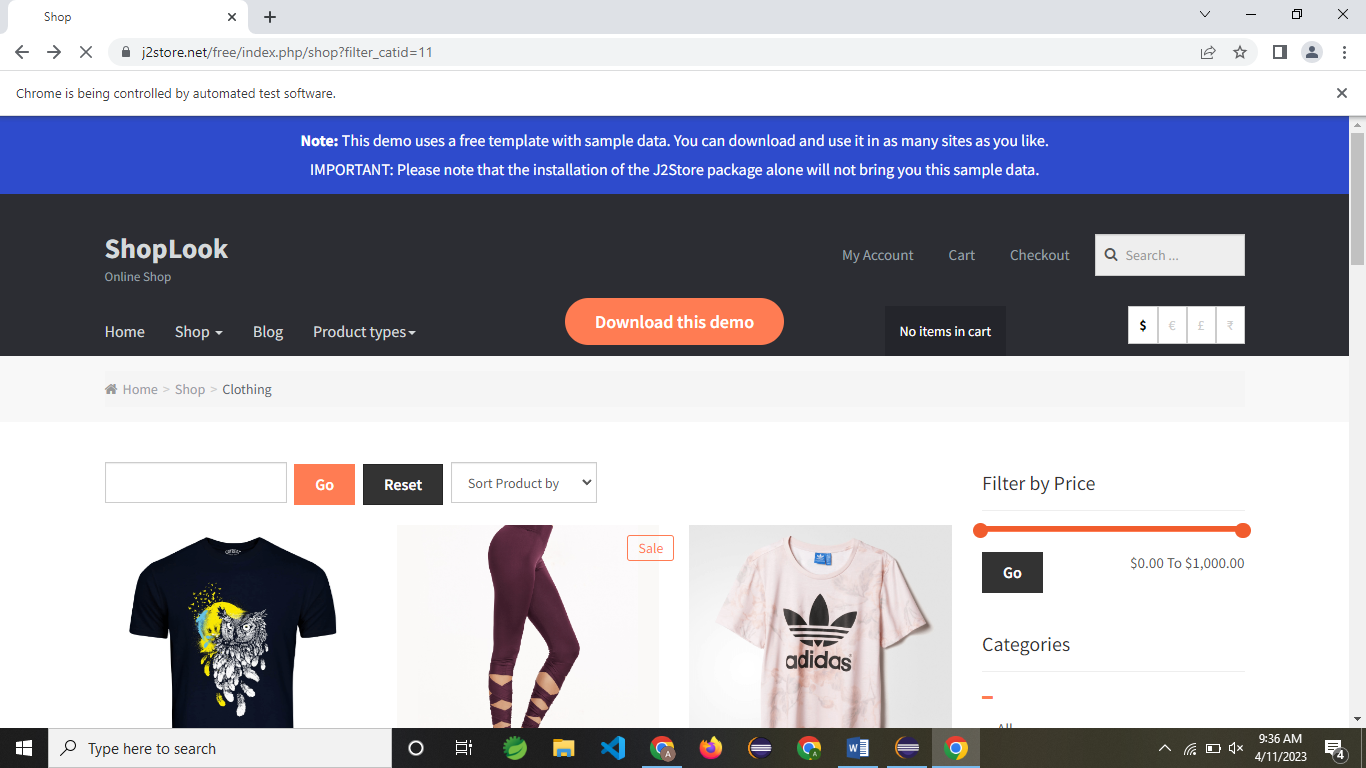 Shop
j2store.net/free/index.php/shop?filter_catid=11
Chrome is being controlled by automated test software.
Note: This demo uses a free template with sample data. You can download and use it in as many sites as you like.
IMPORTANT: Please note that the installation of the J2Store package alone will not bring you this sample data.
ShopLook
Online Shop
My Account Cart Checkout Search ...
Home Shop Blog Product types
Download this demo
No items in cart
$ € £ ₹
Home > Shop > Clothing
Go Reset Sort Product by
Filter by Price
Sale
$0.00 To $1,000.00
Go
Categories
adidas
All
Type here to search
9:36 AM
4/11/2023
4